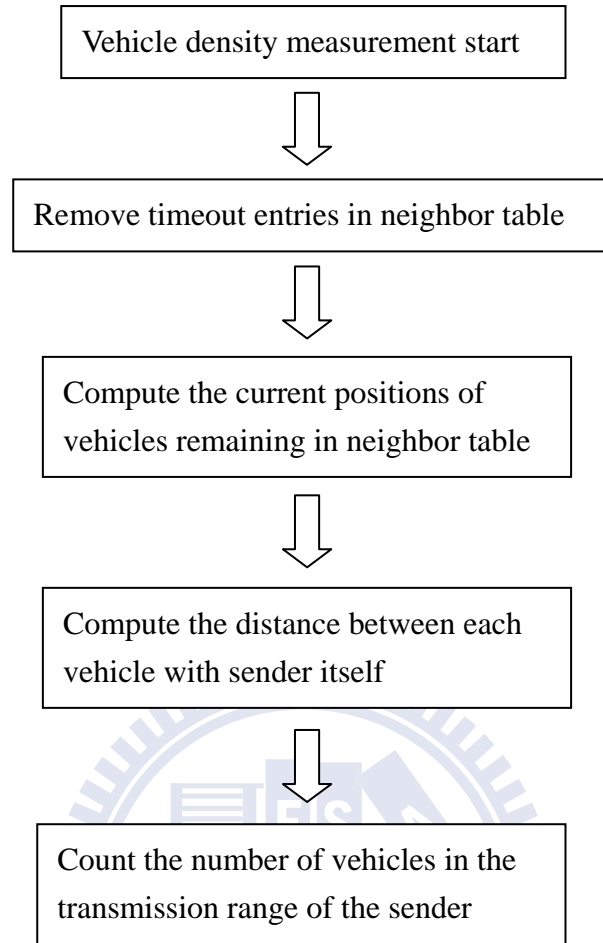 Vehicle density measurement start
Remove timeout entries in neighbor table
Compute the current positions of
vehicles remaining in neighbor table
Compute the distance between each
vehicle with sender itself
Count the number of vehicles in the
transmission range of the sender